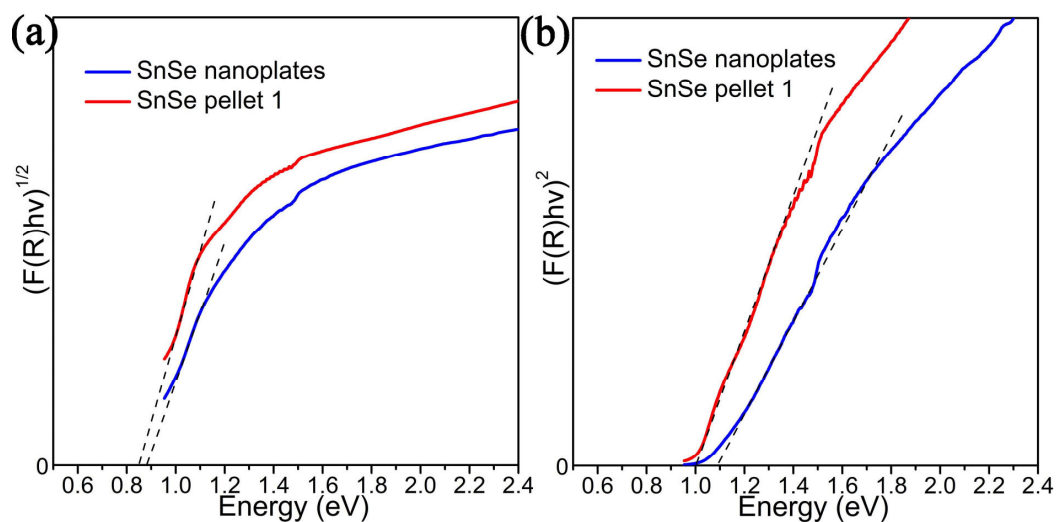 (a)
SnSe nanoplates
SnSe pellet 1
(F(R)hν)^1/2
0
0.6 0.8 1.0 1.2 1.4 1.6 1.8 2.0 2.2 2.4
Energy (eV)
(b)
SnSe nanoplates
SnSe pellet 1
(F(R)hν)^2
0
0.6 0.8 1.0 1.2 1.4 1.6 1.8 2.0 2.2 2.4
Energy (eV)